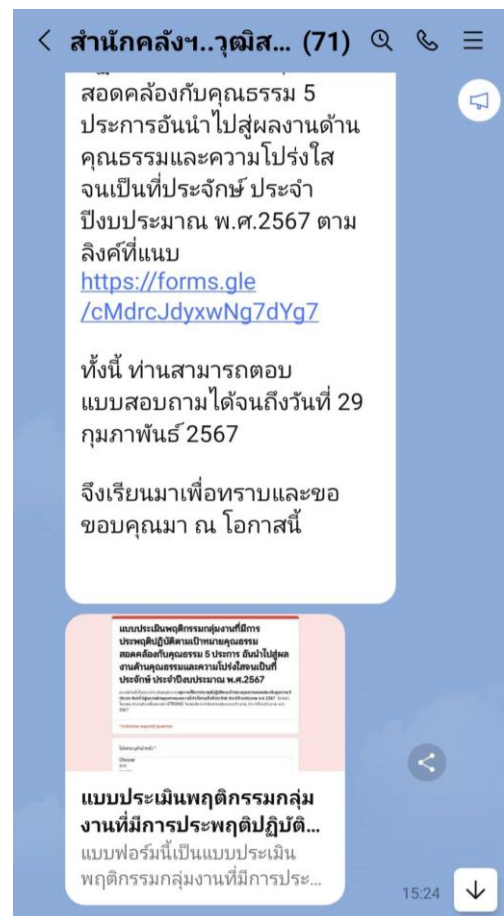 สำนักคลังฯ..วุฒิส... (71)
สอดคล้องกับคุณธรรม 5
ประการอันนำไปสู่ผลงานด้าน
คุณธรรมและความโปร่งใส
จนเป็นที่ประจักษ์ ประจำ
ปีงบประมาณ พ.ศ.2567 ตาม
ลิงค์ที่แนบ
https://forms.gle
/cMdrcJdyxwNg7dYg7
ทั้งนี้ ท่านสามารถตอบ
แบบสอบถามได้จนถึงวันที่ 29
กุมภาพันธ์ 2567
จึงเรียนมาเพื่อทราบและขอ
ขอบคุณมา ณ โอกาสนี้
แบบประเมินพฤติกรรมกลุ่มงานที่มีการ
ประพฤติปฏิบัติตามเป้าหมายคุณธรรม
สอดคล้องกับคุณธรรม 5 ประการ อันนำไปสู่ผล
งานด้านคุณธรรมและความโปร่งใสจนเป็นที่
ประจักษ์ ประจำปีงบประมาณ พ.ศ.2567
* Indicates required question
Choose
แบบประเมินพฤติกรรมกลุ่ม
งานที่มีการประพฤติปฏิบัติ...
แบบฟอร์มนี้เป็นแบบประเมิน
พฤติกรรมกลุ่มงานที่มีการประ...
15:24